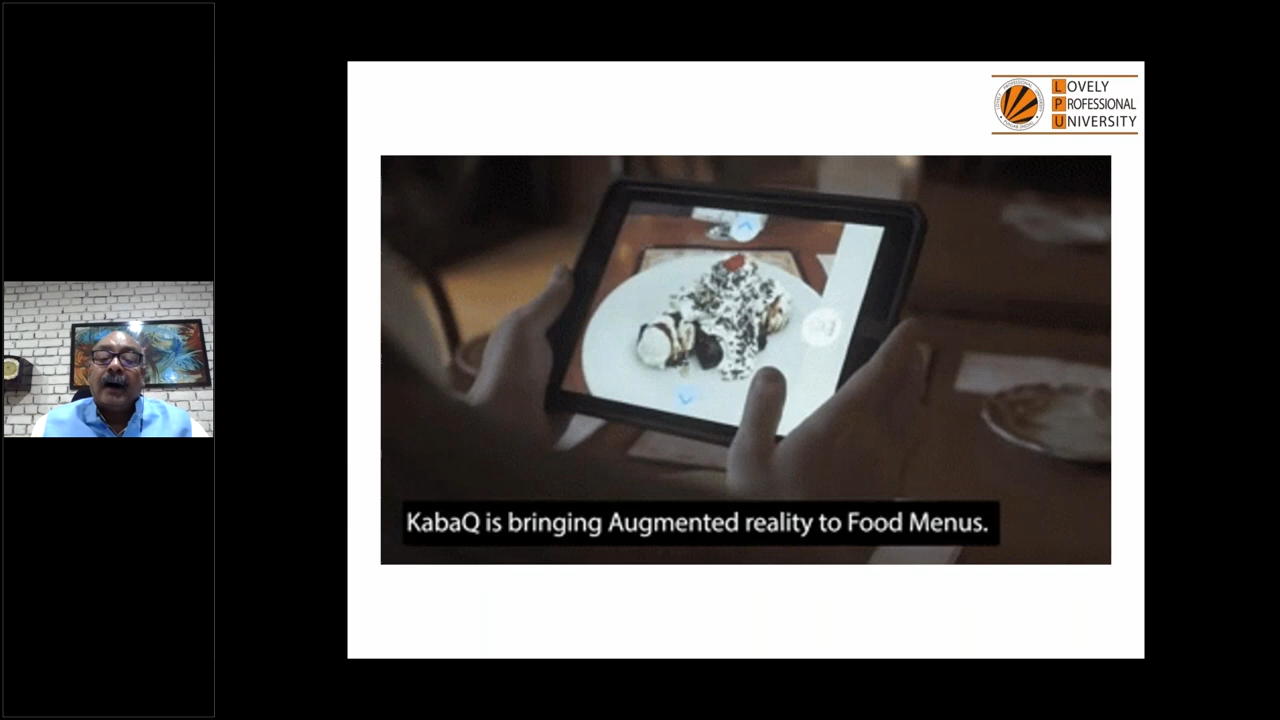 LOVELY
PROFESSIONAL
UNIVERSITY
KabaQ is bringing Augmented reality to Food Menus.